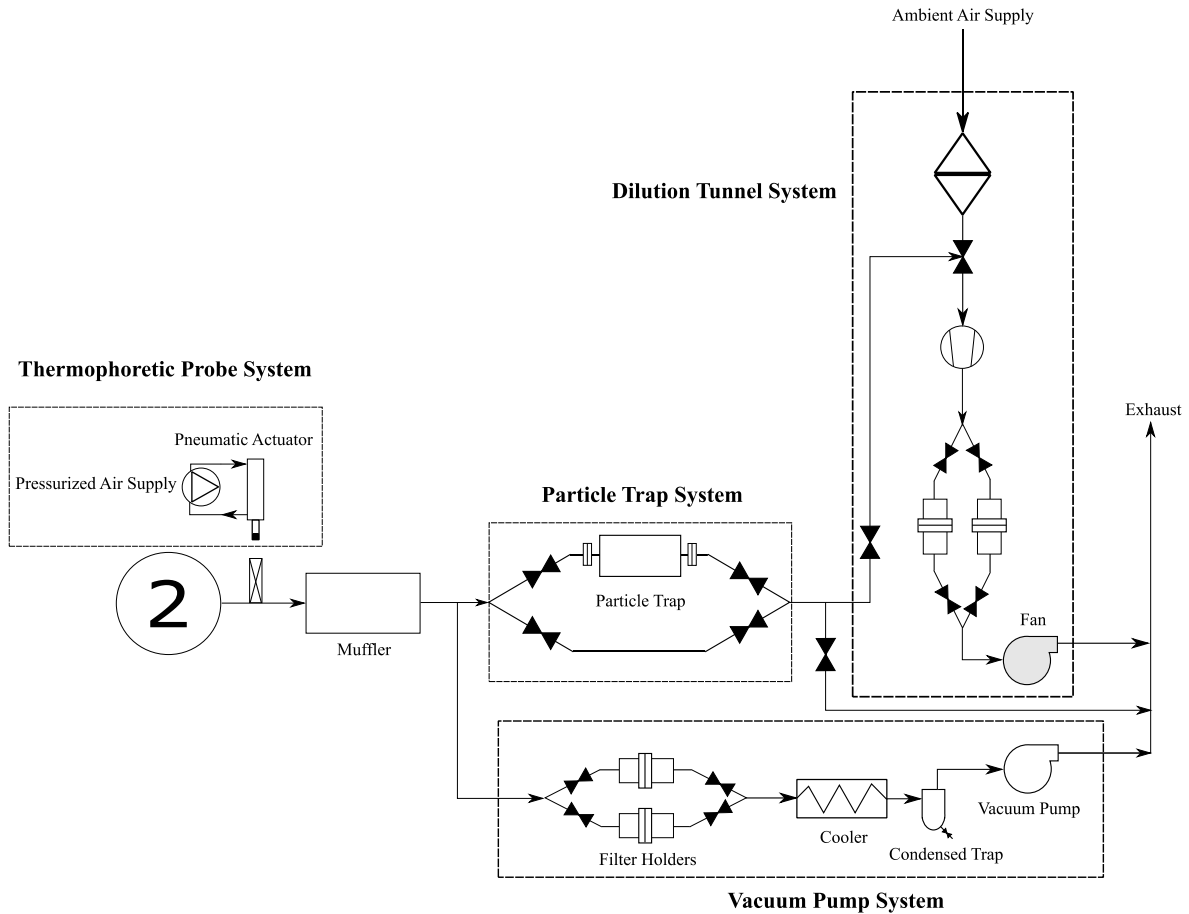 Ambient Air Supply
Dilution Tunnel System
Thermophoretic Probe System
Pneumatic Actuator
Pressurized Air Supply
Exhaust
Particle Trap System
Particle Trap
2
Muffler
Fan
Vacuum Pump
Cooler
Condensed Trap
Filter Holders
Vacuum Pump System